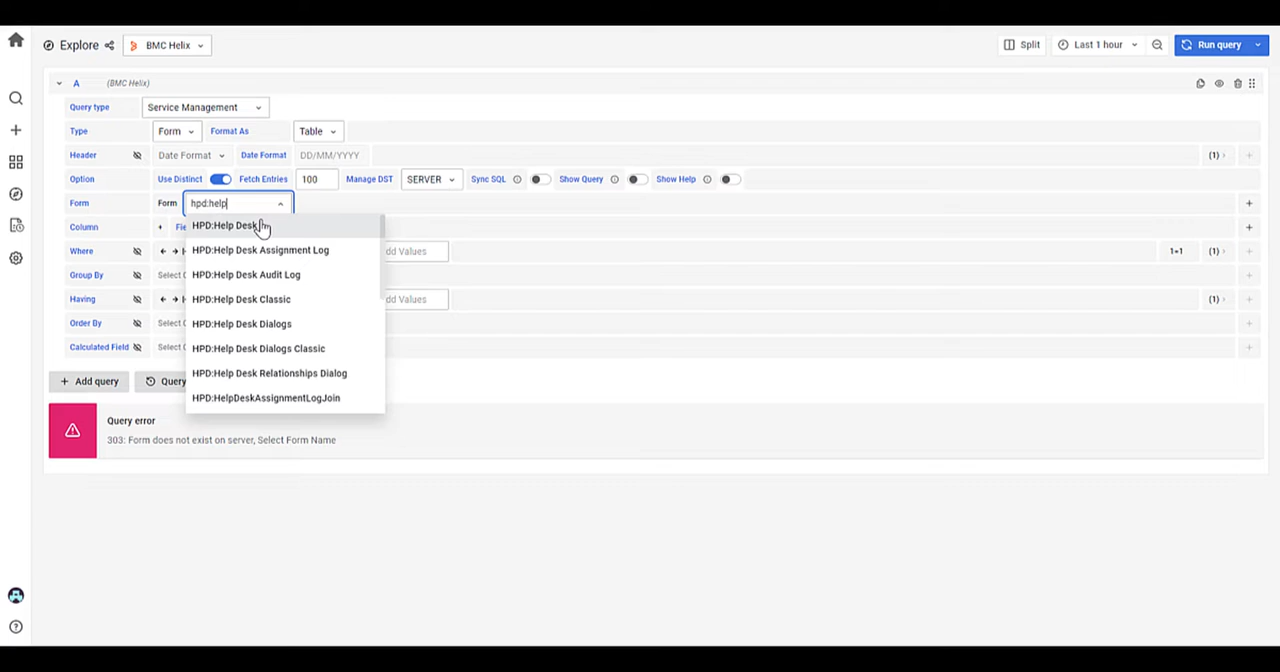 Explore BMC Helix Split Last 1 hour Run query
A (BMC Helix)
Query type Service Management
Type Form Format As Table
Header Date Format Date Format DD/MM/YYYY (1)
Option Use Distinct Fetch Entries 100 Manage DST SERVER Sync SQL Show Query Show Help
Form Form hpd:help
HPD:Help Desk
Column
Where dd Values 1=1 (1)
HPD:Help Desk Assignment Log
Group By Select
HPD:Help Desk Audit Log
Having dd Values (1)
HPD:Help Desk Classic
Order By Select
HPD:Help Desk Dialogs
Calculated Field Select
HPD:Help Desk Dialogs Classic
+ Add query Query
HPD:Help Desk Relationships Dialog
HPD:HelpDeskAssignmentLogJoin
Query error
303: Form does not exist on server, Select Form Name